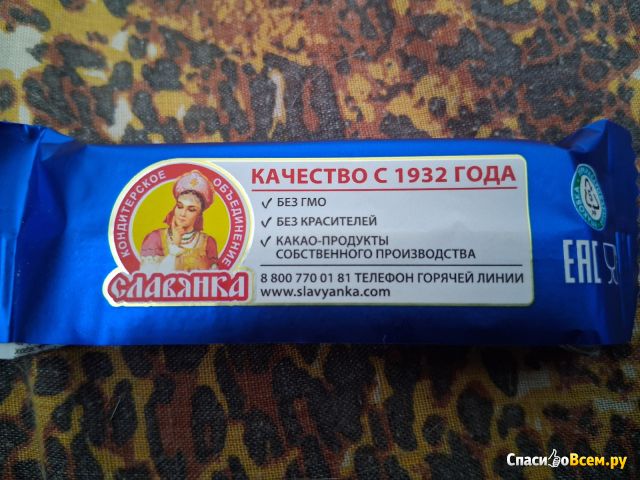 КОНДИТЕРСКОЕ ОБЪЕДИНЕНИЕ
СЛАВЯНКА
КАЧЕСТВО С 1932 ГОДА
✓ БЕЗ ГМО
✓ БЕЗ КРАСИТЕЛЕЙ
✓ КАКАО-ПРОДУКТЫ
СОБСТВЕННОГО ПРОИЗВОДСТВА
8 800 770 01 81 ТЕЛЕФОН ГОРЯЧЕЙ ЛИНИИ
www.slavyanka.com
EAC
СпасибоВсем.ру